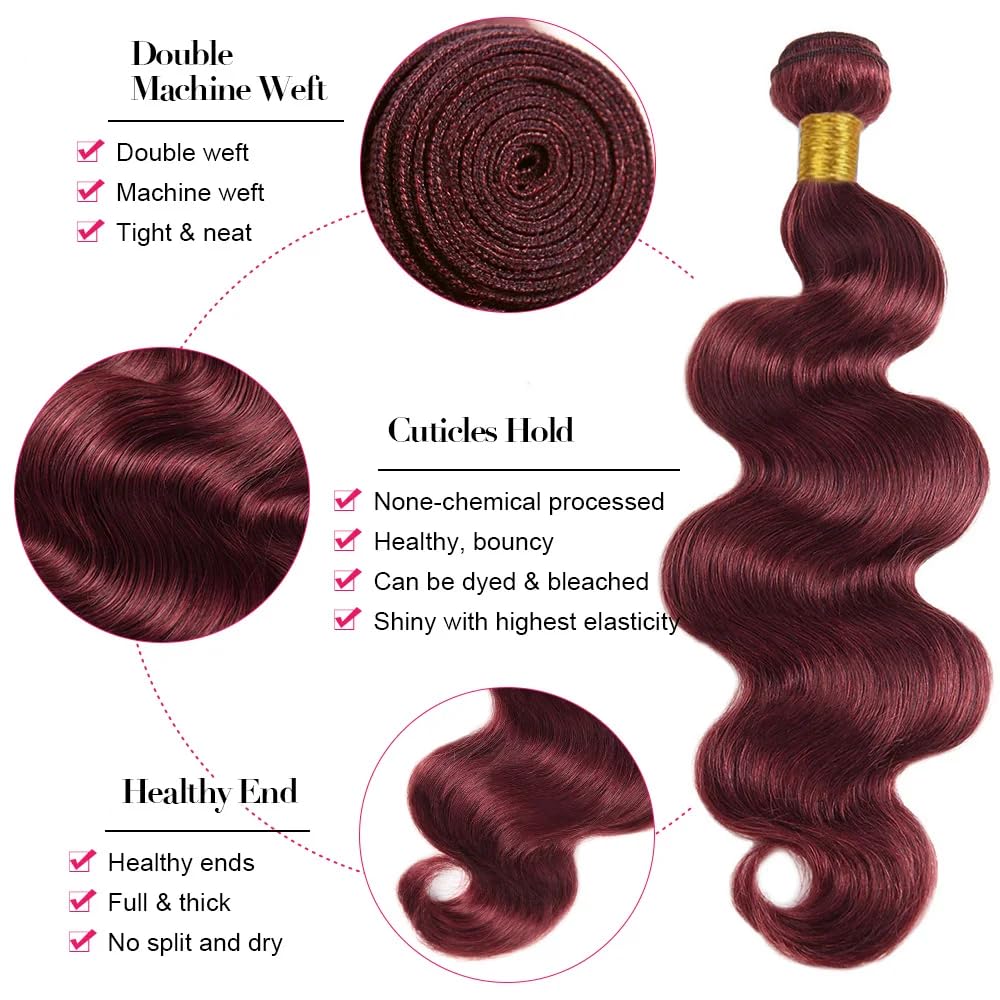 Double
Machine Weft
Double weft
Machine weft
Tight & neat
Cuticles Hold
None-chemical processed
Healthy, bouncy
Can be dyed & bleached
Shiny with highest elasticity
Healthy End
Healthy ends
Full & thick
No split and dry